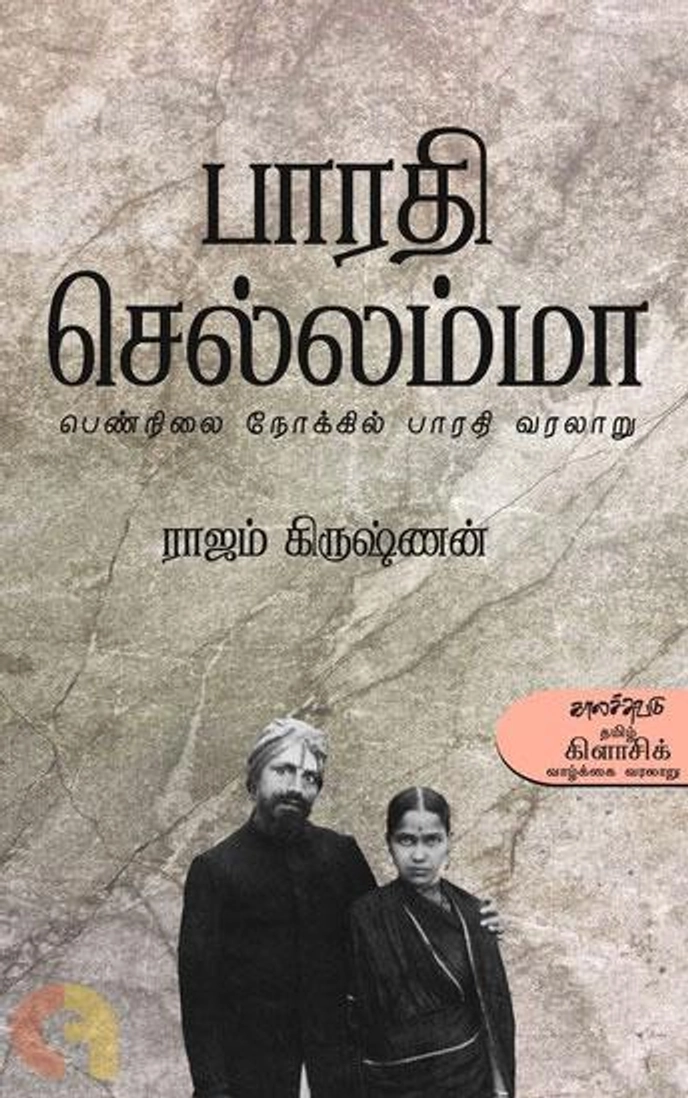 பாரதி
செல்லம்மா
பெண்நிலை நோக்கில் பாரதி வரலாறு
ராஜம் கிருஷ்ணன்
காலச்சுவடு
தமிழ்
கிளாசிக்
வாழ்க்கை வரலாறு